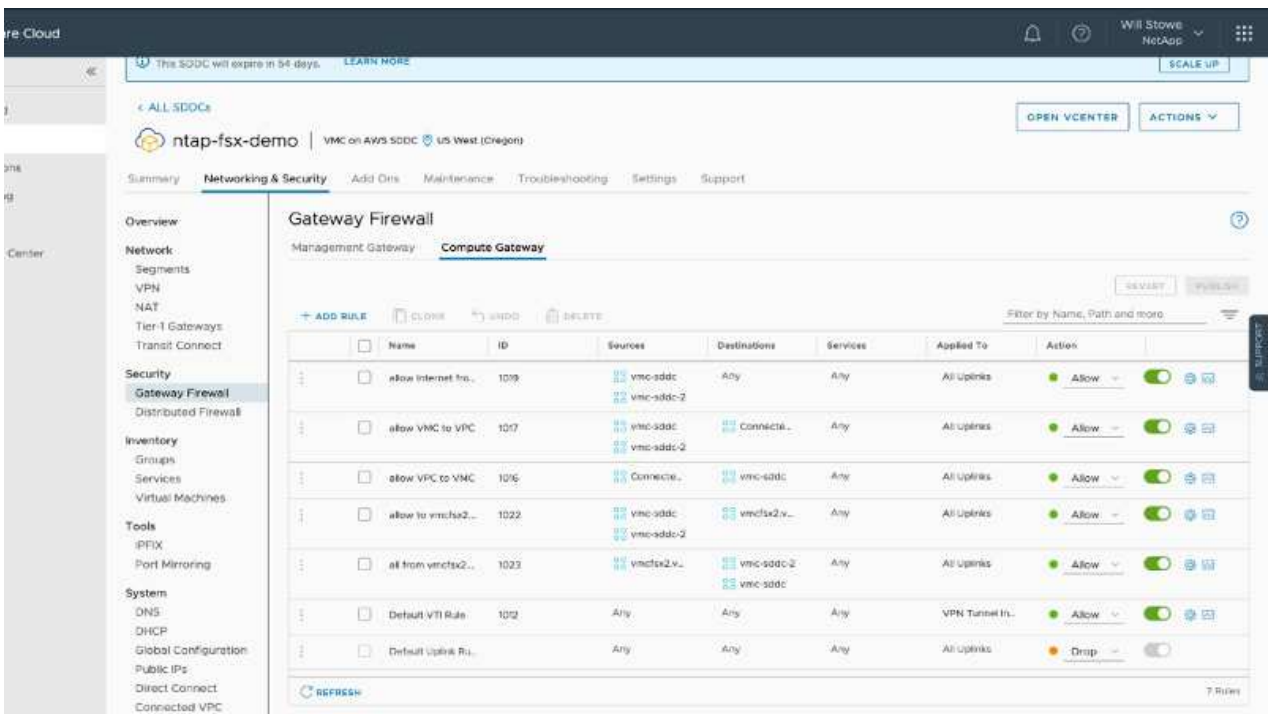 re Cloud
Will Stowe
NetApp
This SDDC will expire in 54 days. LEARN MORE
SCALE UP
< ALL SDDCs
OPEN VCENTER
ACTIONS
ntap-fsx-demo | VMC on AWS SDDC US West (Oregon)
Summary Networking & Security Add Ons Maintenance Troubleshooting Settings Support
ons
g
Center
Overview
Network
Segments
VPN
NAT
Tier-1 Gateways
Transit Connect
Security
Gateway Firewall
Distributed Firewall
Inventory
Groups
Services
Virtual Machines
Tools
IPFIX
Port Mirroring
System
DNS
DHCP
Global Configuration
Public IPs
Direct Connect
Connected VPC
Gateway Firewall
Management Gateway Compute Gateway
REVERT PUBLISH
+ ADD RULE CLONE UNDO DELETE
Filter by Name, Path and more
Name ID Sources Destinations Services Applied To Action
allow internet fro... 1019 vmc-sddc Any Any All Uplinks Allow
vmc-sddc-2
allow VMC to VPC 1017 vmc-sddc Connecte... Any All Uplinks Allow
vmc-sddc-2
allow VPC to VMC 1016 Connecte... vmc-sddc Any All Uplinks Allow
allow to vmcfsx2... 1022 vmc-sddc vmcfsx2.v... Any All Uplinks Allow
vmc-sddc-2
all from vmcfsx2... 1023 vmcfsx2.v... vmc-sddc-2 Any All Uplinks Allow
vmc-sddc
Default VTI Rule 1012 Any Any Any VPN Tunnel In... Allow
Default Uplink Ru... Any Any Any All Uplinks Drop
REFRESH
7 Rules
SUPPORT